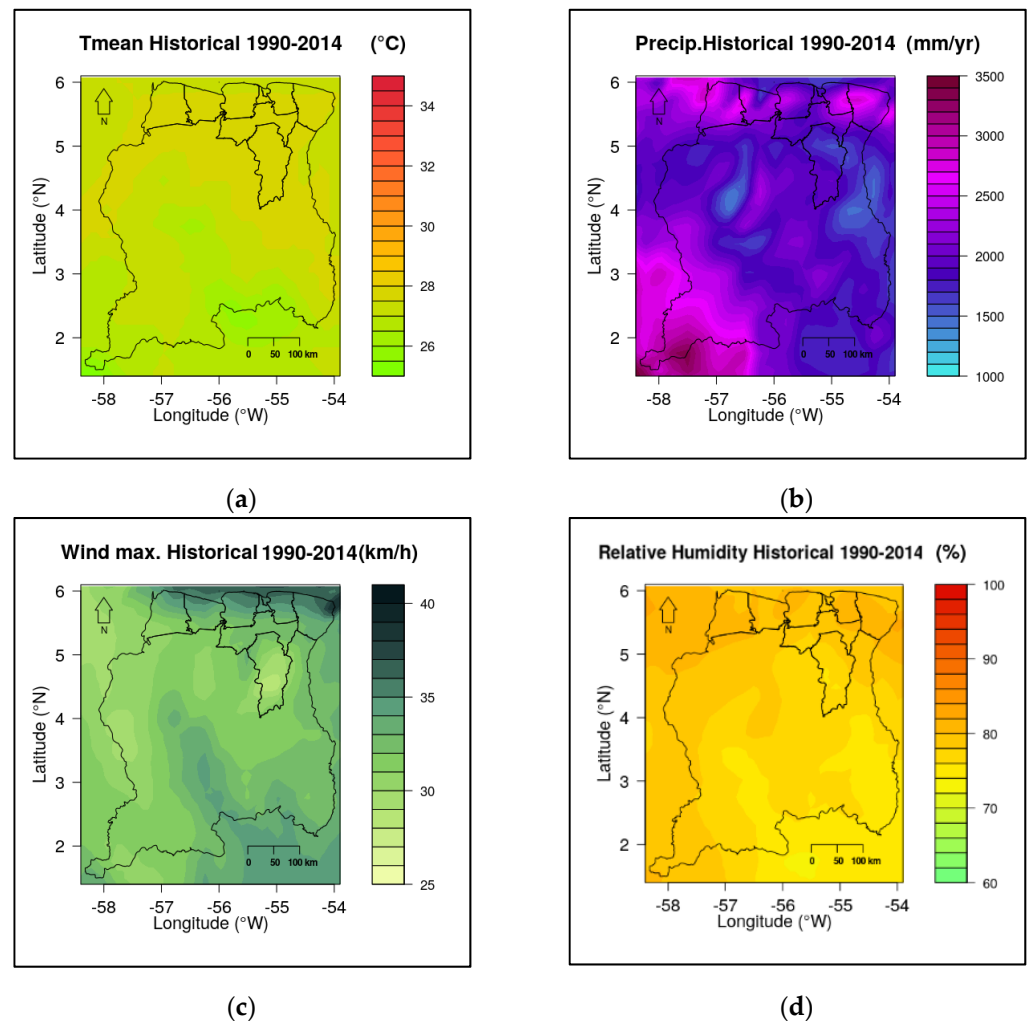 Tmean Historical 1990-2014 (°C)
6
5
4
3
2
Latitude (°N)
N
0 50 100 km
-58 -57 -56 -55 -54
Longitude (°W)
34
32
30
28
26
(a)
Precip.Historical 1990-2014 (mm/yr)
6
5
4
3
2
Latitude (°N)
N
0 50 100 km
-58 -57 -56 -55 -54
Longitude (°W)
3500
3000
2500
2000
1500
1000
(b)
Wind max. Historical 1990-2014(km/h)
6
5
4
3
2
Latitude (°N)
N
0 50 100 km
-58 -57 -56 -55 -54
Longitude (°W)
40
35
30
25
(c)
Relative Humidity Historical 1990-2014 (%)
6
5
4
3
2
Latitude (°N)
N
0 50 100 km
-58 -57 -56 -55 -54
Longitude (°W)
100
90
80
70
60
(d)